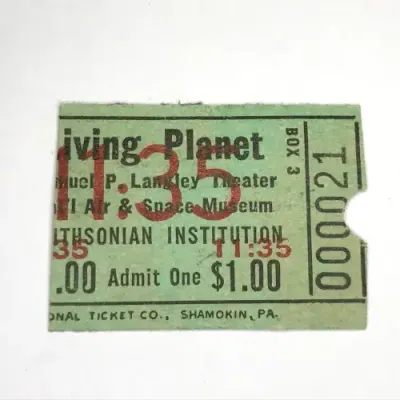 iving Planet
11:35
muel P. Langley Theater
'l Air & Space Museum
ITHSONIAN INSTITUTION
35 11:35
.00 Admit One $1.00
ONAL TICKET CO., SHAMOKIN, PA.
BOX 3
000021